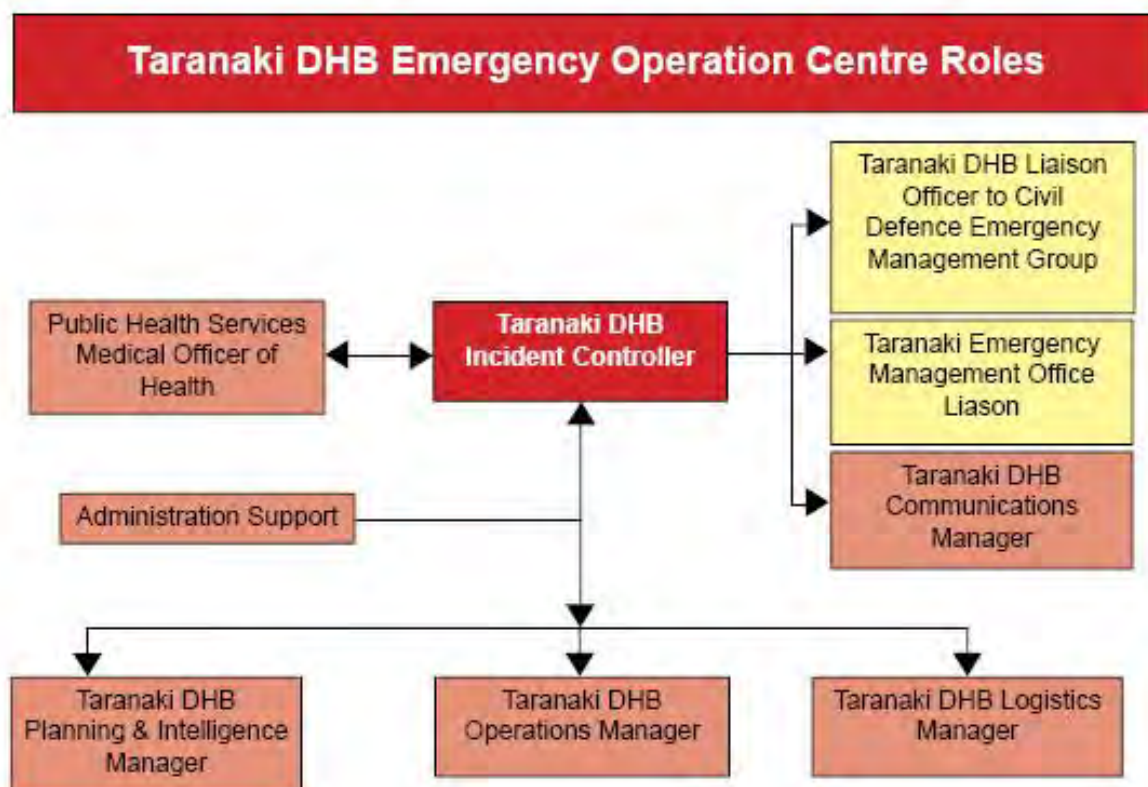 Taranaki DHB Emergency Operation Centre Roles
Taranaki DHB Liaison
Officer to Civil
Defence Emergency
Management Group
Public Health Services
Medical Officer of
Health
Taranaki DHB
Incident Controller
Taranaki Emergency
Management Office
Liason
Taranaki DHB
Communications
Manager
Administration Support
Taranaki DHB
Planning & Intelligence
Manager
Taranaki DHB
Operations Manager
Taranaki DHB Logistics
Manager